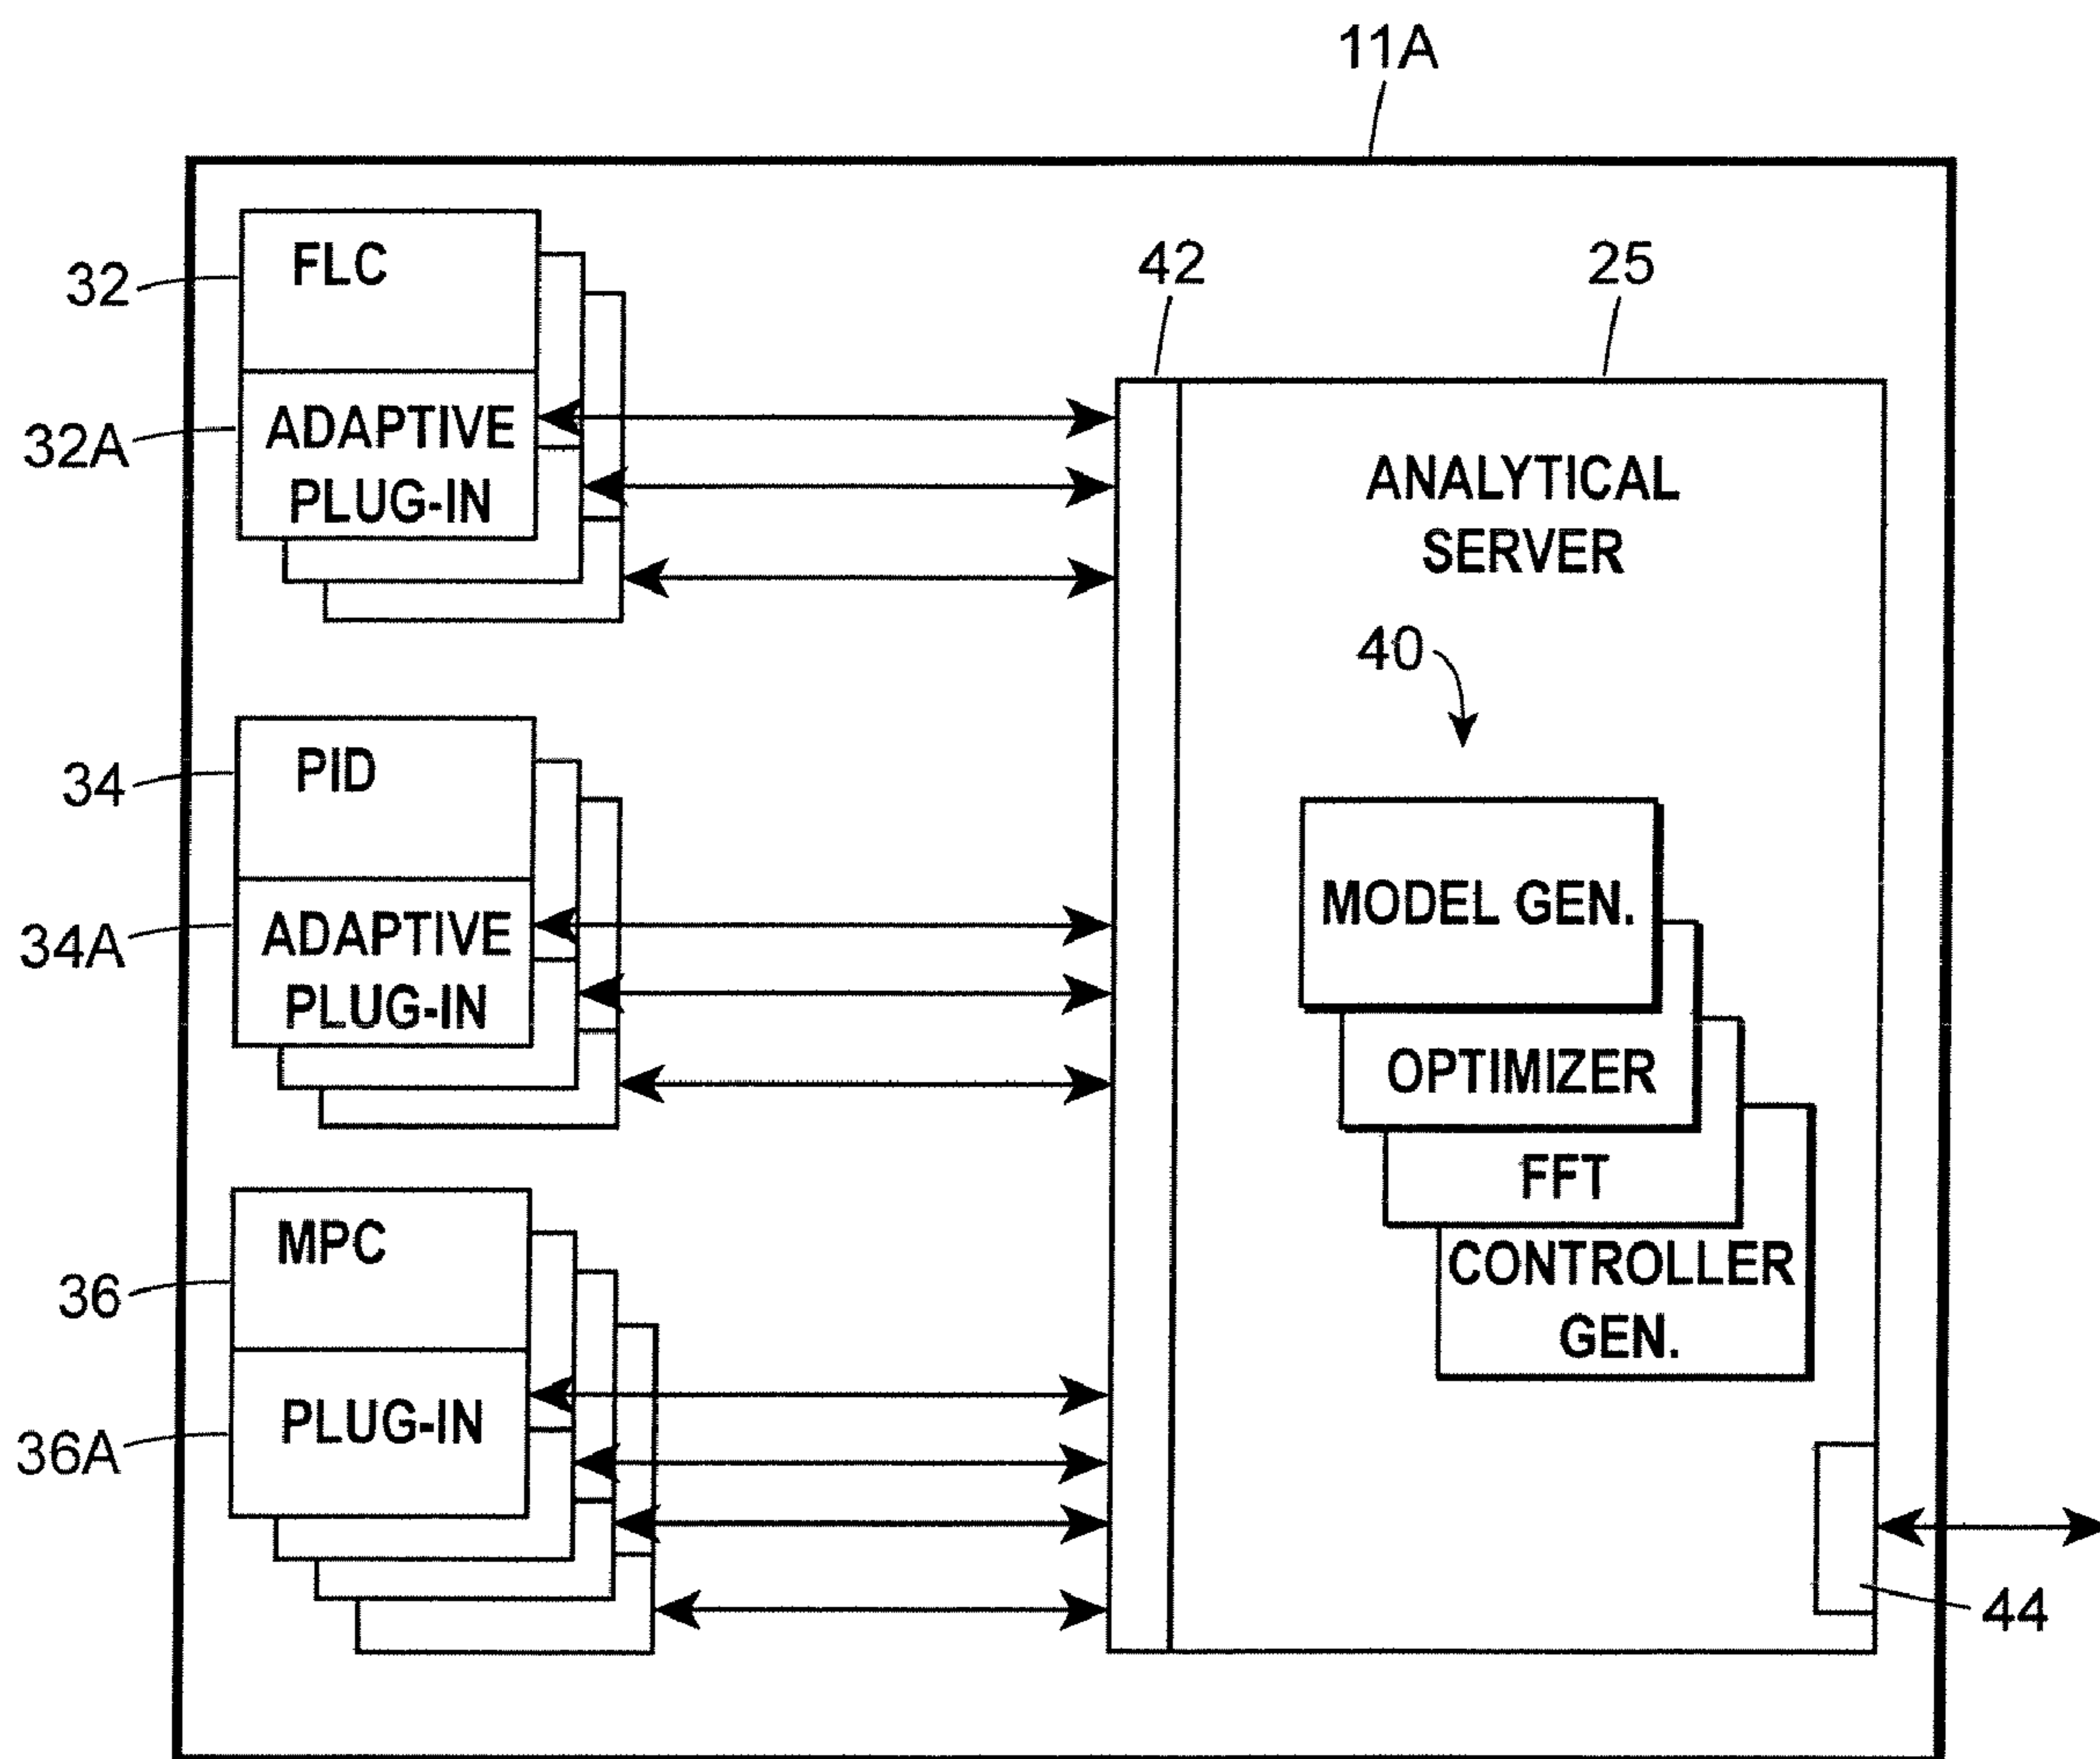 11A
FLC
32
42
25
ADAPTIVE
PLUG-IN
32A
ANALYTICAL
SERVER
40
PID
34
ADAPTIVE
PLUG-IN
34A
MODEL GEN.
OPTIMIZER
FFT
CONTROLLER
GEN.
MPC
36
PLUG-IN
36A
44